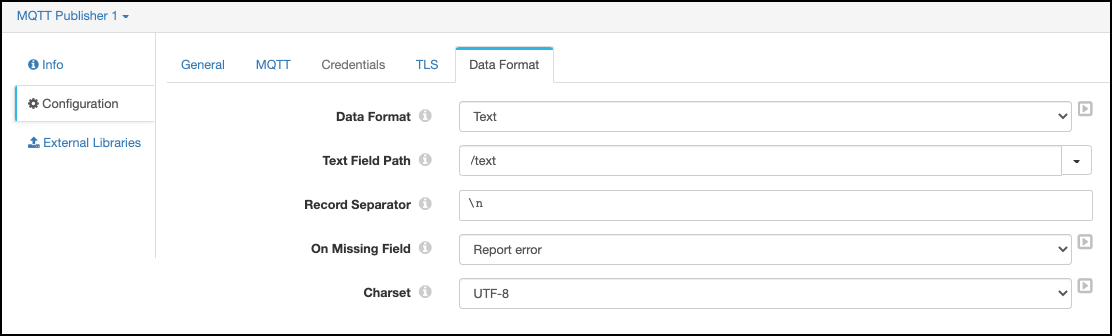 MQTT Publisher 1
Info
Configuration
External Libraries
General MQTT Credentials TLS Data Format
Data Format Text
Text Field Path /text
Record Separator \n
On Missing Field Report error
Charset UTF-8